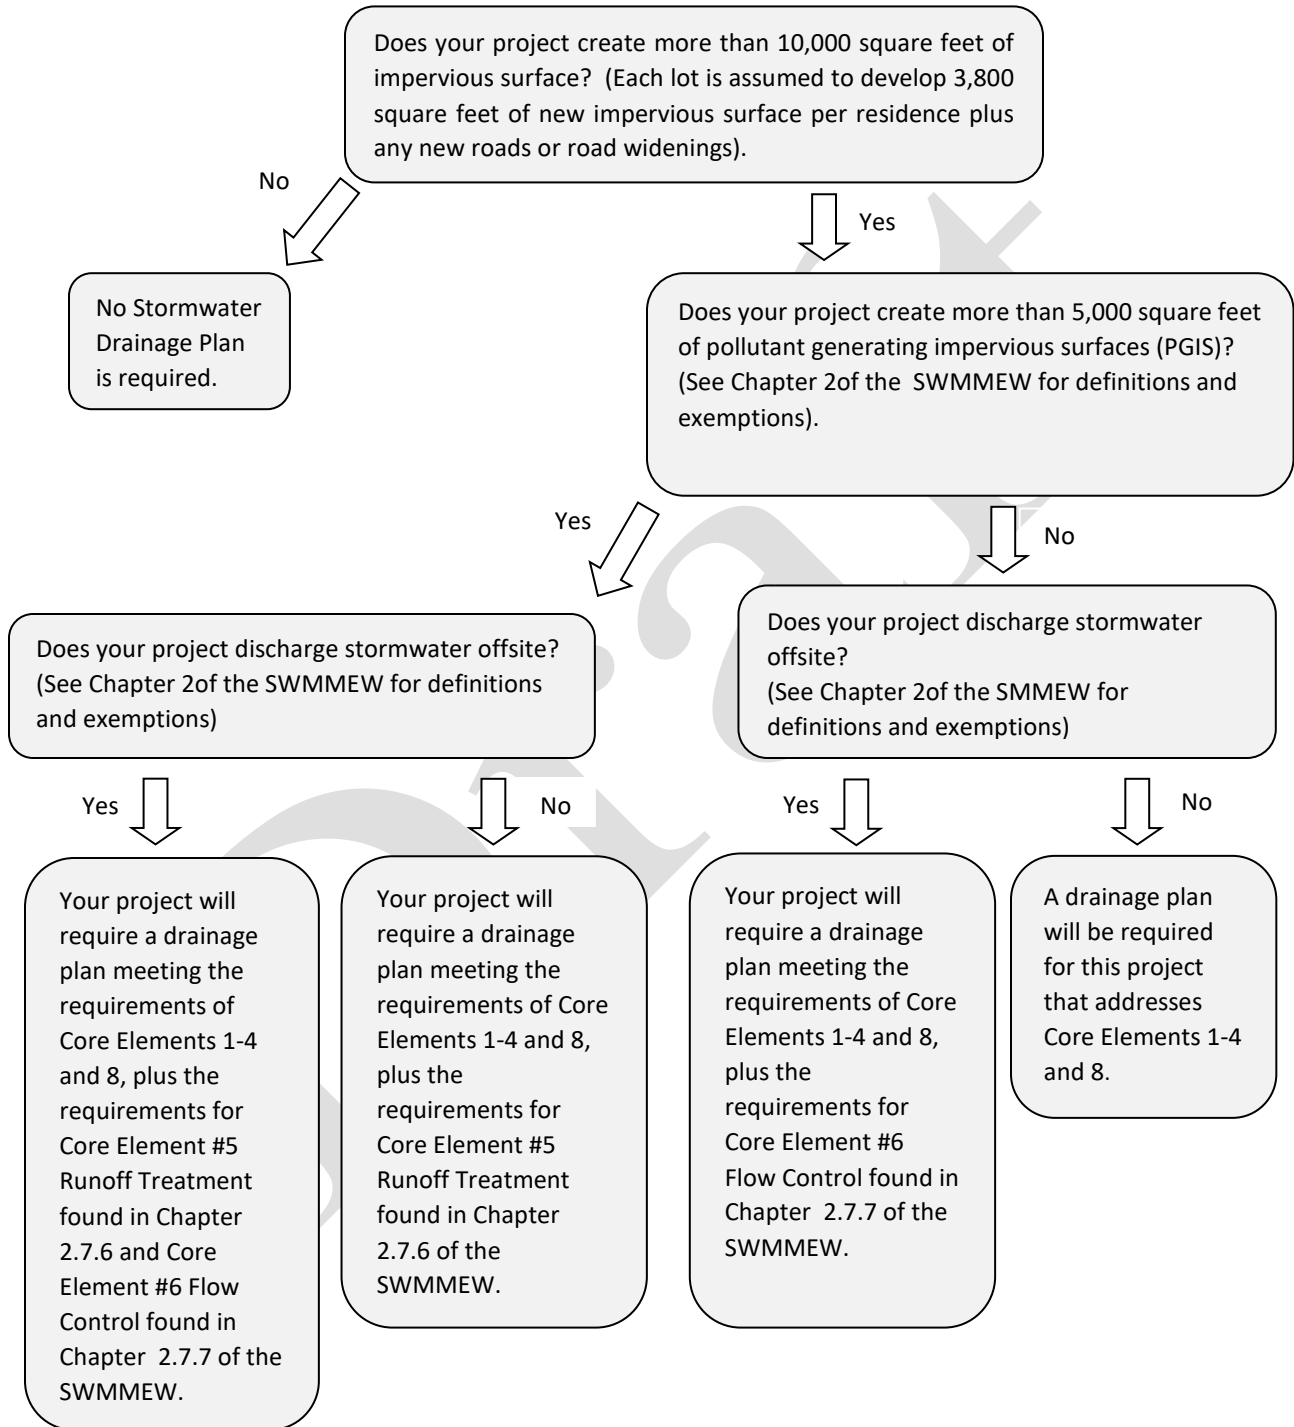 Does your project create more than 10,000 square feet of
impervious surface?  (Each lot is assumed to develop 3,800
square feet of new impervious surface per residence plus
any new roads or road widenings).
No
Yes
No Stormwater
Drainage Plan
is required.
Does your project create more than 5,000 square feet
of pollutant generating impervious surfaces (PGIS)?
(See Chapter 2of the  SWMMEW for definitions and
exemptions).
Yes
No
Does your project discharge stormwater offsite?
(See Chapter 2of the SWMMEW for definitions
and exemptions)
Does your project discharge stormwater
offsite?
(See Chapter 2of the SMMEW for
definitions and exemptions)
Yes
No
Yes
No
Your project will
require a drainage
plan meeting the
requirements of
Core Elements 1-4
and 8, plus the
requirements for
Core Element #5
Runoff Treatment
found in Chapter
2.7.6 and Core
Element #6 Flow
Control found in
Chapter  2.7.7 of the
SWMMEW.
Your project will
require a drainage
plan meeting the
requirements of Core
Elements 1-4 and 8,
plus the
requirements for
Core Element #5
Runoff Treatment
found in Chapter
2.7.6 of the
SWMMEW.
Your project will
require a drainage
plan meeting the
requirements of Core
Elements 1-4 and 8,
plus the
requirements for
Core Element #6
Flow Control found in
Chapter  2.7.7 of the
SWMMEW.
A drainage plan
will be required
for this project
that addresses
Core Elements 1-4
and 8.
Draft